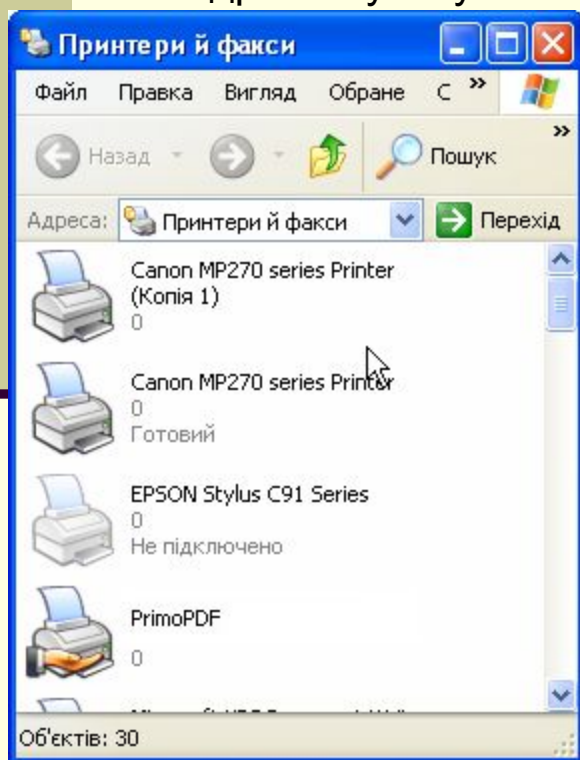 Принтери й факси
Файл Правка Вигляд Обране С »
Назад Пошук »
Адреса: Принтери й факси Перехід
Canon MP270 series Printer
(Копія 1)
0
Canon MP270 series Printer
0
Готовий
EPSON Stylus C91 Series
0
Не підключено
PrimoPDF
0
Об'єктів: 30